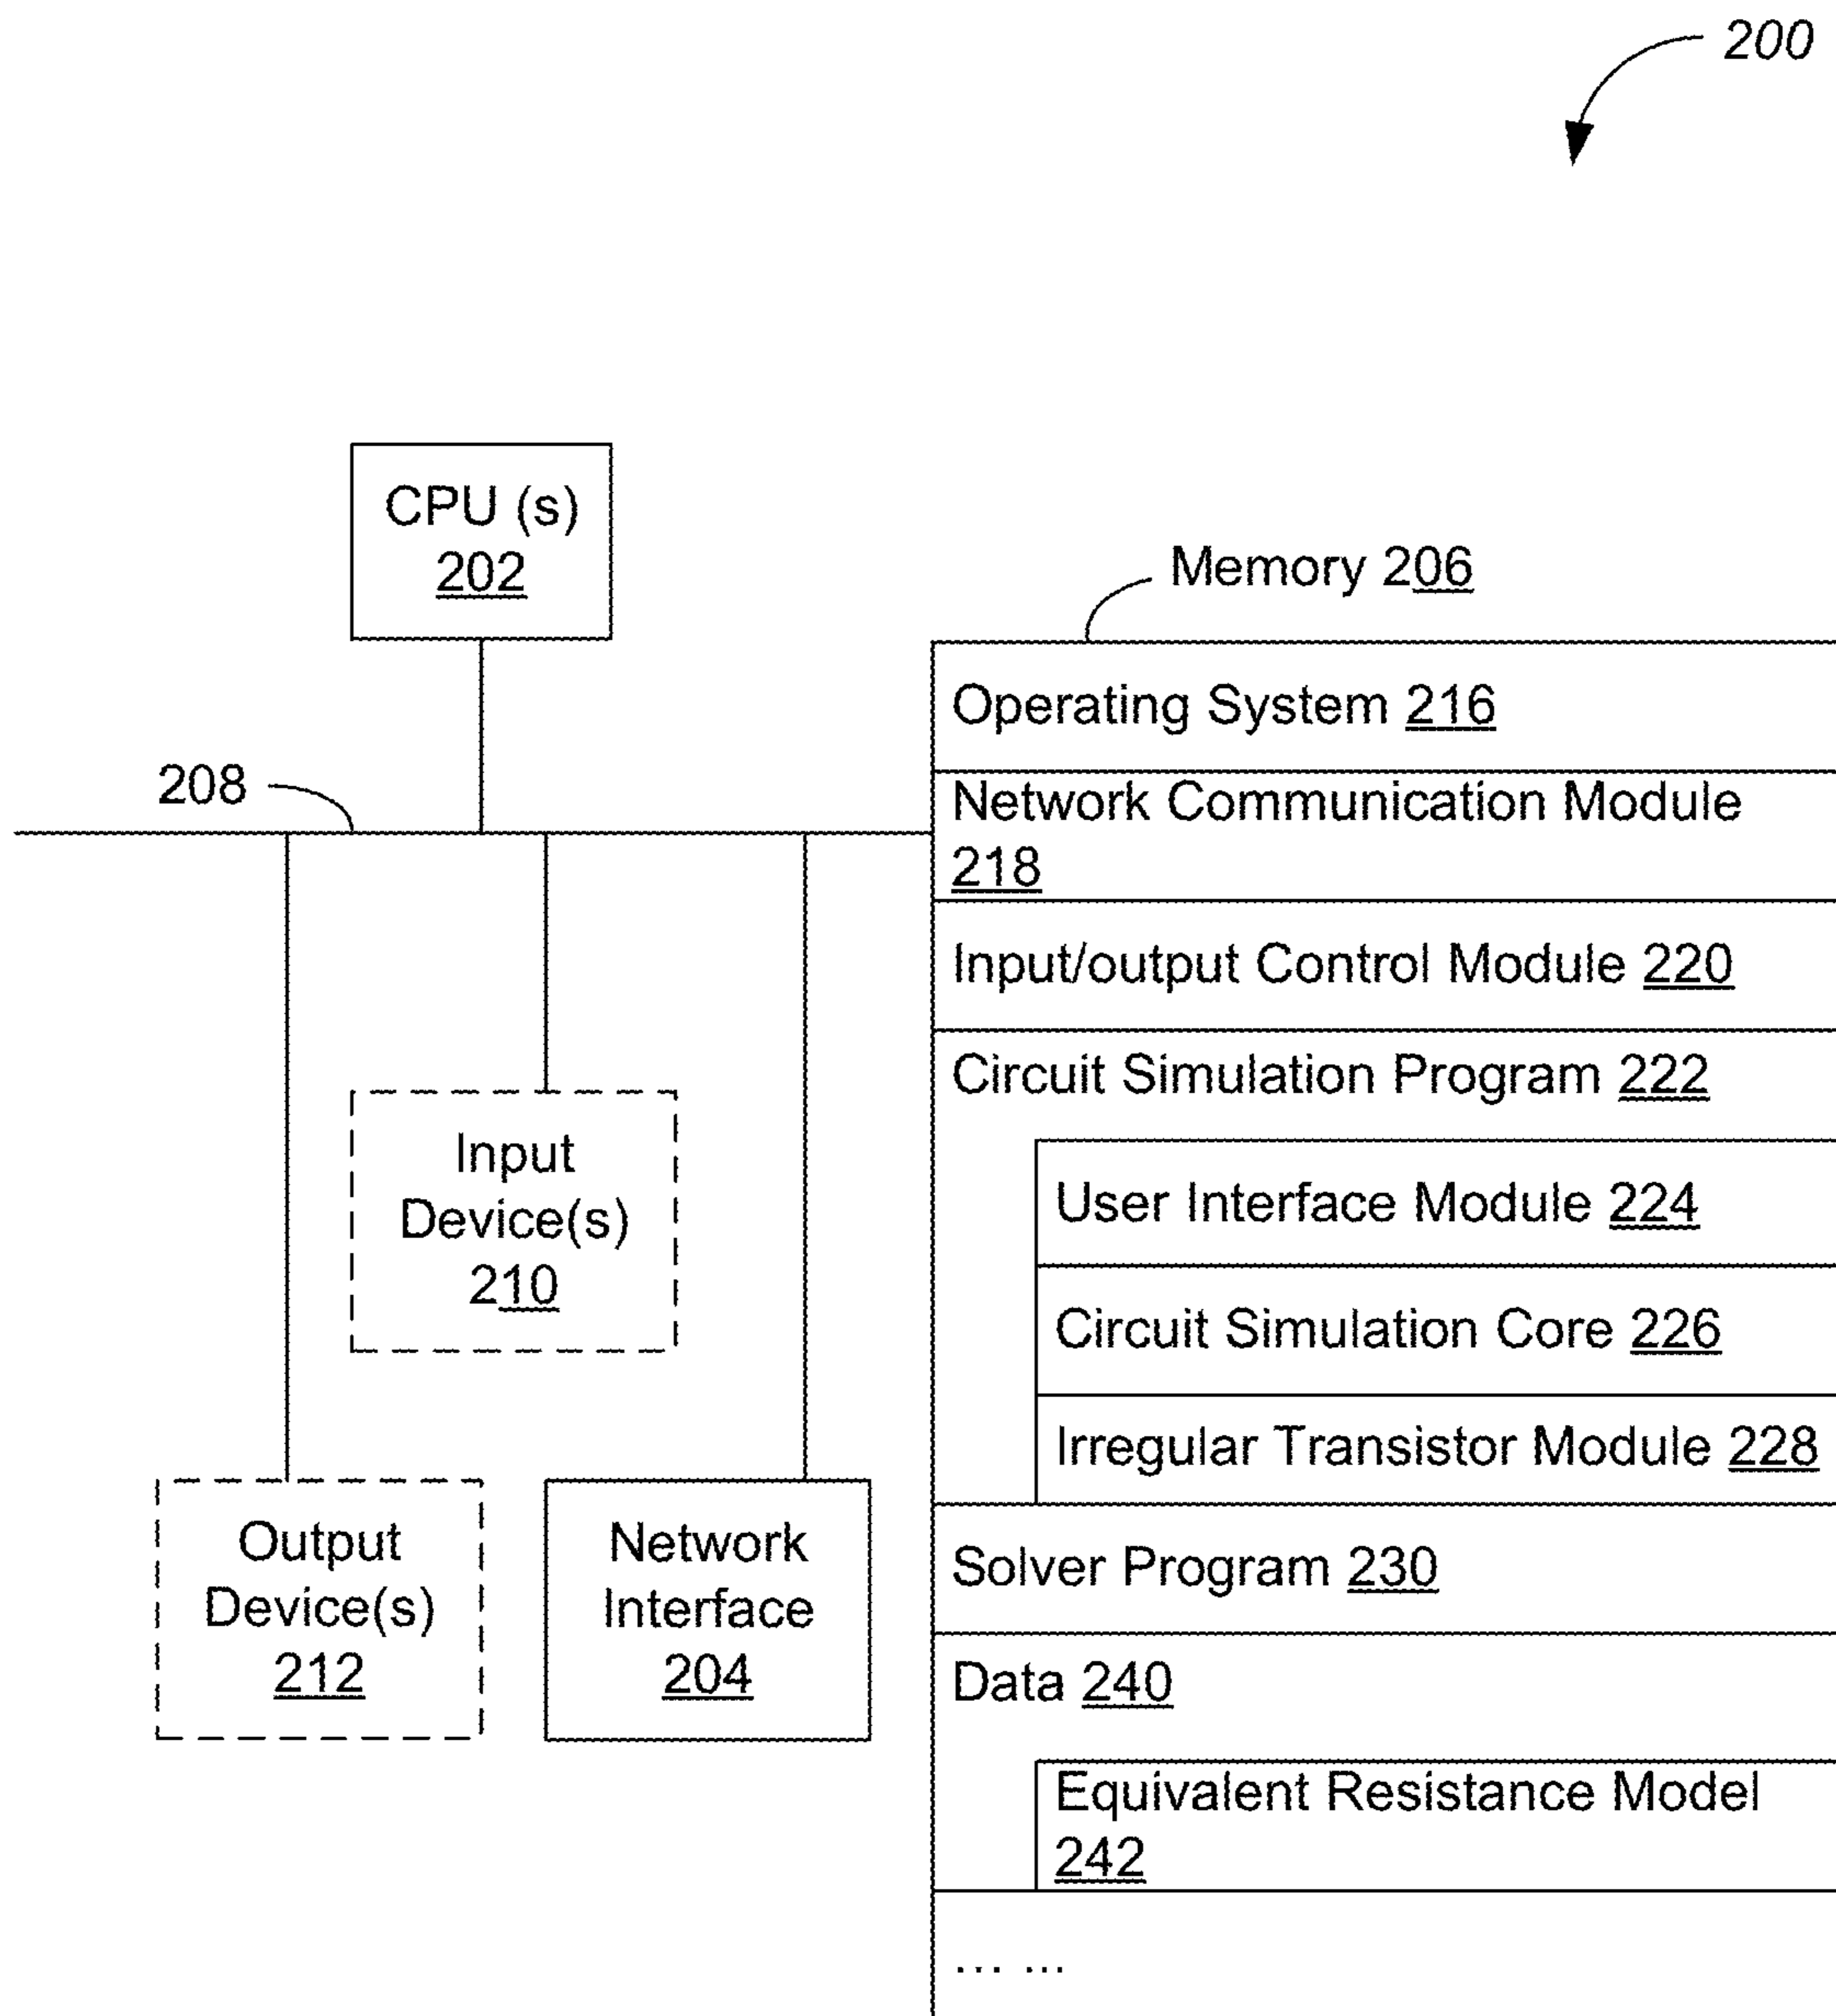 200
CPU (s)
202
Memory 206
Operating System 216
208
Network Communication Module
218
Input/output Control Module 220
Circuit Simulation Program 222
Input
Device(s)
210
User Interface Module 224
Circuit Simulation Core 226
Irregular Transistor Module 228
Output
Device(s)
212
Network
Interface
204
Solver Program 230
Data 240
Equivalent Resistance Model
242
... ...